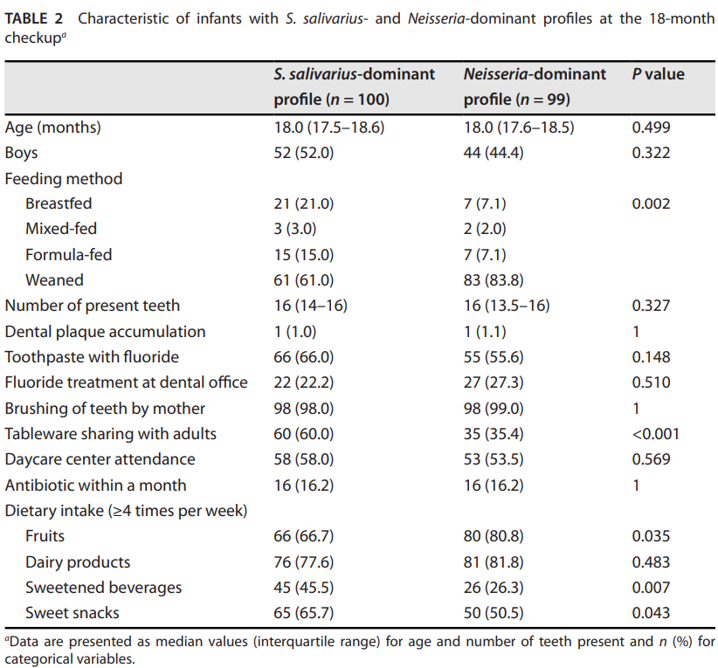 TABLE 2 Characteristic of infants with S. salivarius- and Neisseria-dominant profiles at the 18-month
checkupa
S. salivarius-dominant Neisseria-dominant P value
profile (n = 100) profile (n = 99)
Age (months) 18.0 (17.5–18.6) 18.0 (17.6–18.5) 0.499
Boys 52 (52.0) 44 (44.4) 0.322
Feeding method
Breastfed 21 (21.0) 7 (7.1) 0.002
Mixed-fed 3 (3.0) 2 (2.0)
Formula-fed 15 (15.0) 7 (7.1)
Weaned 61 (61.0) 83 (83.8)
Number of present teeth 16 (14–16) 16 (13.5–16) 0.327
Dental plaque accumulation 1 (1.0) 1 (1.1) 1
Toothpaste with fluoride 66 (66.0) 55 (55.6) 0.148
Fluoride treatment at dental office 22 (22.2) 27 (27.3) 0.510
Brushing of teeth by mother 98 (98.0) 98 (99.0) 1
Tableware sharing with adults 60 (60.0) 35 (35.4) <0.001
Daycare center attendance 58 (58.0) 53 (53.5) 0.569
Antibiotic within a month 16 (16.2) 16 (16.2) 1
Dietary intake (≥4 times per week)
Fruits 66 (66.7) 80 (80.8) 0.035
Dairy products 76 (77.6) 81 (81.8) 0.483
Sweetened beverages 45 (45.5) 26 (26.3) 0.007
Sweet snacks 65 (65.7) 50 (50.5) 0.043
aData are presented as median values (interquartile range) for age and number of teeth present and n (%) for
categorical variables.